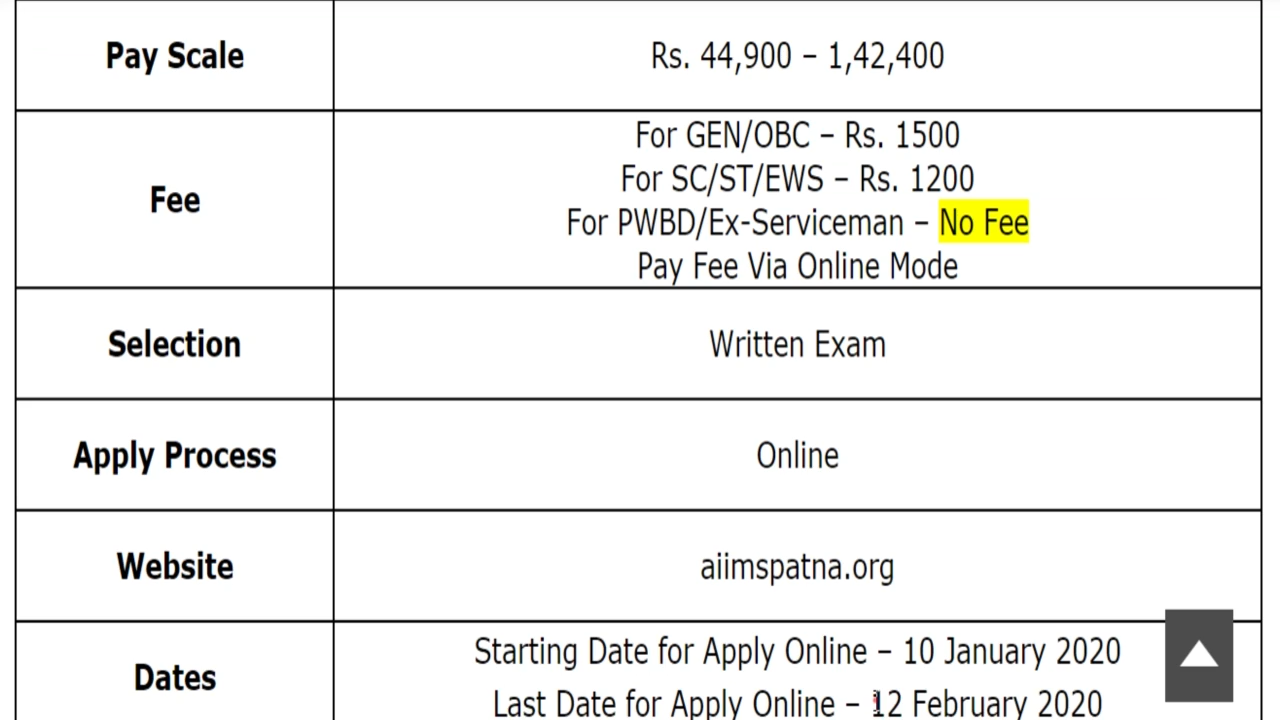 Pay Scale
Rs. 44,900 – 1,42,400
Fee
For GEN/OBC – Rs. 1500
For SC/ST/EWS – Rs. 1200
For PWBD/Ex-Serviceman – No Fee
Pay Fee Via Online Mode
Selection
Written Exam
Apply Process
Online
Website
aiimspatna.org
Dates
Starting Date for Apply Online – 10 January 2020
Last Date for Apply Online – 12 February 2020